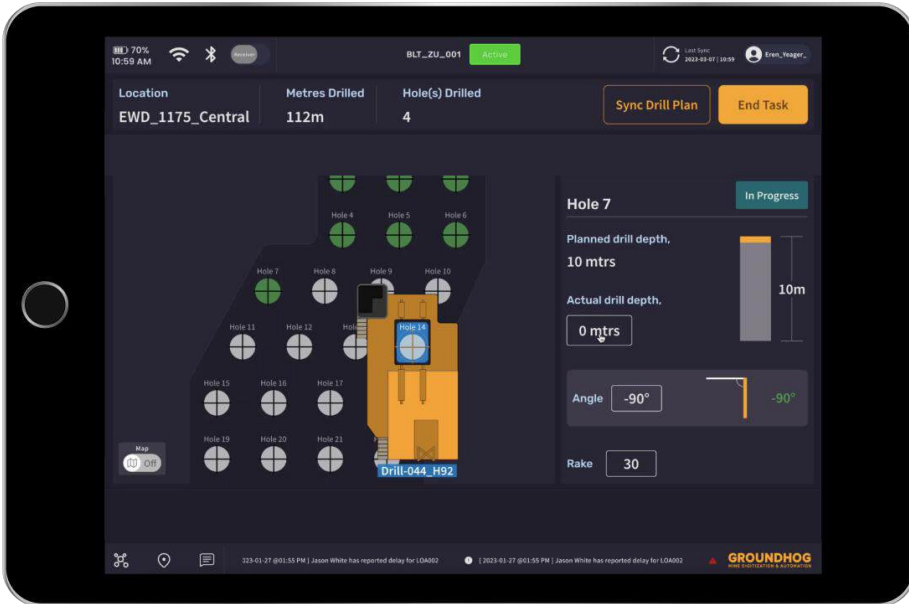 70%
10:59 AM
Receiver
BLT_ZU_001
Active
Last Sync
2023-03-07 | 10:59
Eren_Yeager_
Location
EWD_1175_Central
Metres Drilled
112m
Hole(s) Drilled
4
Sync Drill Plan
End Task
Hole 4
Hole 5
Hole 6
Hole 7
Hole 8
Hole 9
Hole 10
Hole 11
Hole 12
Hole
Hole 14
Hole 15
Hole 16
Hole 17
Hole 19
Hole 20
Hole 21
Drill-044_H92
Map
Off
Hole 7
In Progress
Planned drill depth,
10 mtrs
Actual drill depth,
0 mtrs
10m
Angle
-90°
-90°
Rake
30
323-01-27 @01:55 PM ] Jason White has reported delay for LOA002
[ 2023-01-27 @01:55 PM ] Jason White has reported delay for LOA002
GROUNDHOG
MINE DIGITIZATION & AUTOMATION